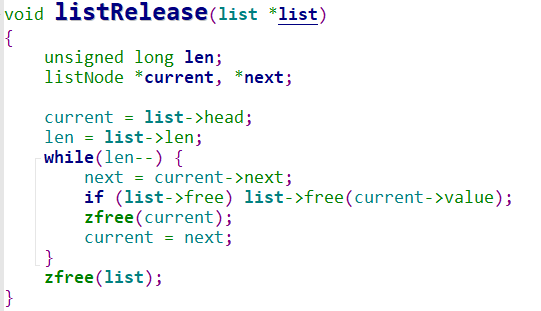 void listRelease(list *list)
{
    unsigned long len;
    listNode *current, *next;

    current = list->head;
    len = list->len;
    while(len--) {
        next = current->next;
        if (list->free) list->free(current->value);
        zfree(current);
        current = next;
    }
    zfree(list);
}